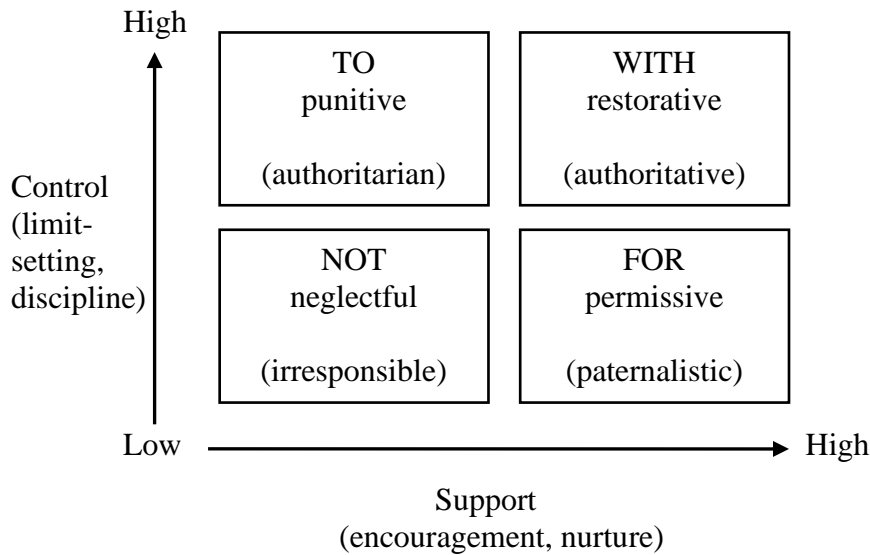 High
TO
punitive
(authoritarian)
WITH
restorative
(authoritative)
Control
(limit-
setting,
discipline)
NOT
neglectful
(irresponsible)
FOR
permissive
(paternalistic)
Low
High
Support
(encouragement, nurture)